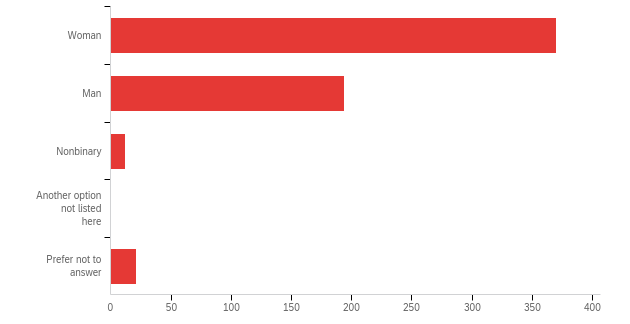 Woman
Man
Nonbinary
Another option
not listed
here
Prefer not to
answer
0 50 100 150 200 250 300 350 400